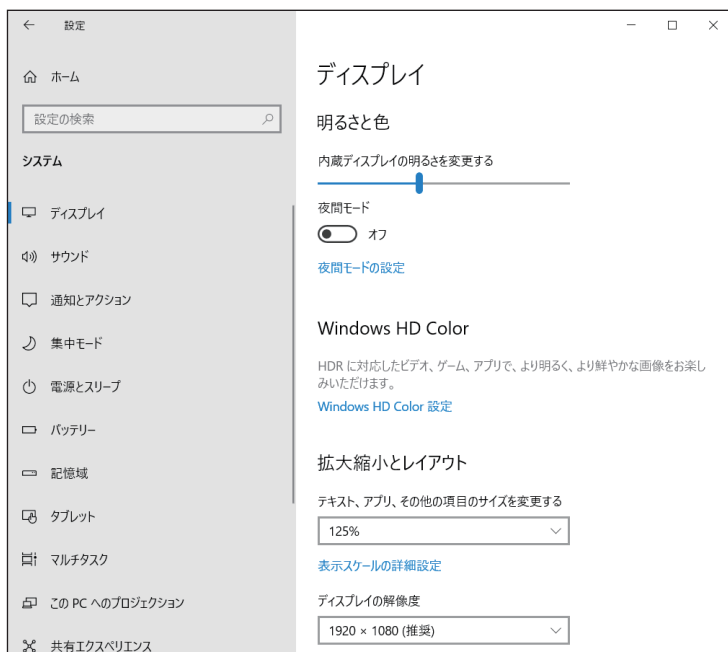 設定
ホーム
設定の検索
システム
ディスプレイ
サウンド
通知とアクション
集中モード
電源とスリープ
バッテリー
記憶域
タブレット
マルチタスク
この PC へのプロジェクション
共有エクスペリエンス
ディスプレイ
明るさと色
内蔵ディスプレイの明るさを変更する
夜間モード
オフ
夜間モードの設定
Windows HD Color
HDR に対応したビデオ、ゲーム、アプリで、より明るく、より鮮やかな画像をお楽し
みいただけます。
Windows HD Color 設定
拡大縮小とレイアウト
テキスト、アプリ、その他の項目のサイズを変更する
125%
表示スケールの詳細設定
ディスプレイの解像度
1920 × 1080 (推奨)